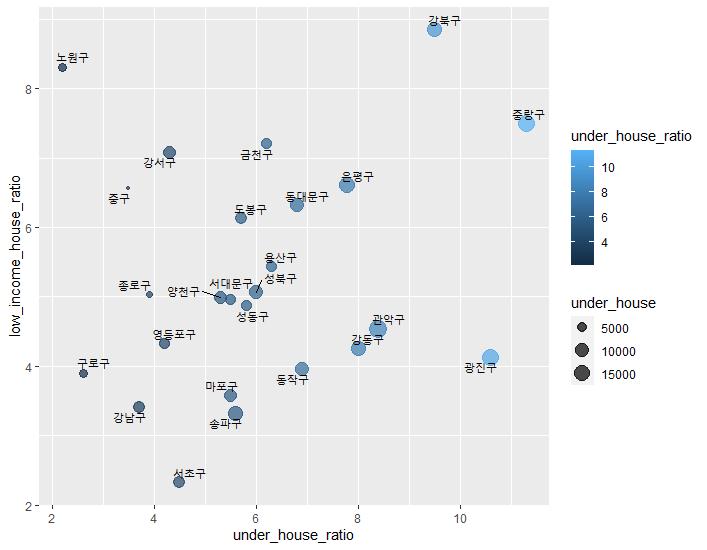 강북구
노원구
중랑구
강서구
금천구
은평구
중구
동대문구
도봉구
용산구
성북구
종로구
양천구
서대문구
성동구
관악구
영등포구
강동구
구로구
광진구
동작구
마포구
강남구
송파구
서초구
8
6
4
2
low_income_house_ratio
2
4
6
8
10
under_house_ratio
under_house_ratio
10
8
6
4
under_house
5000
10000
15000